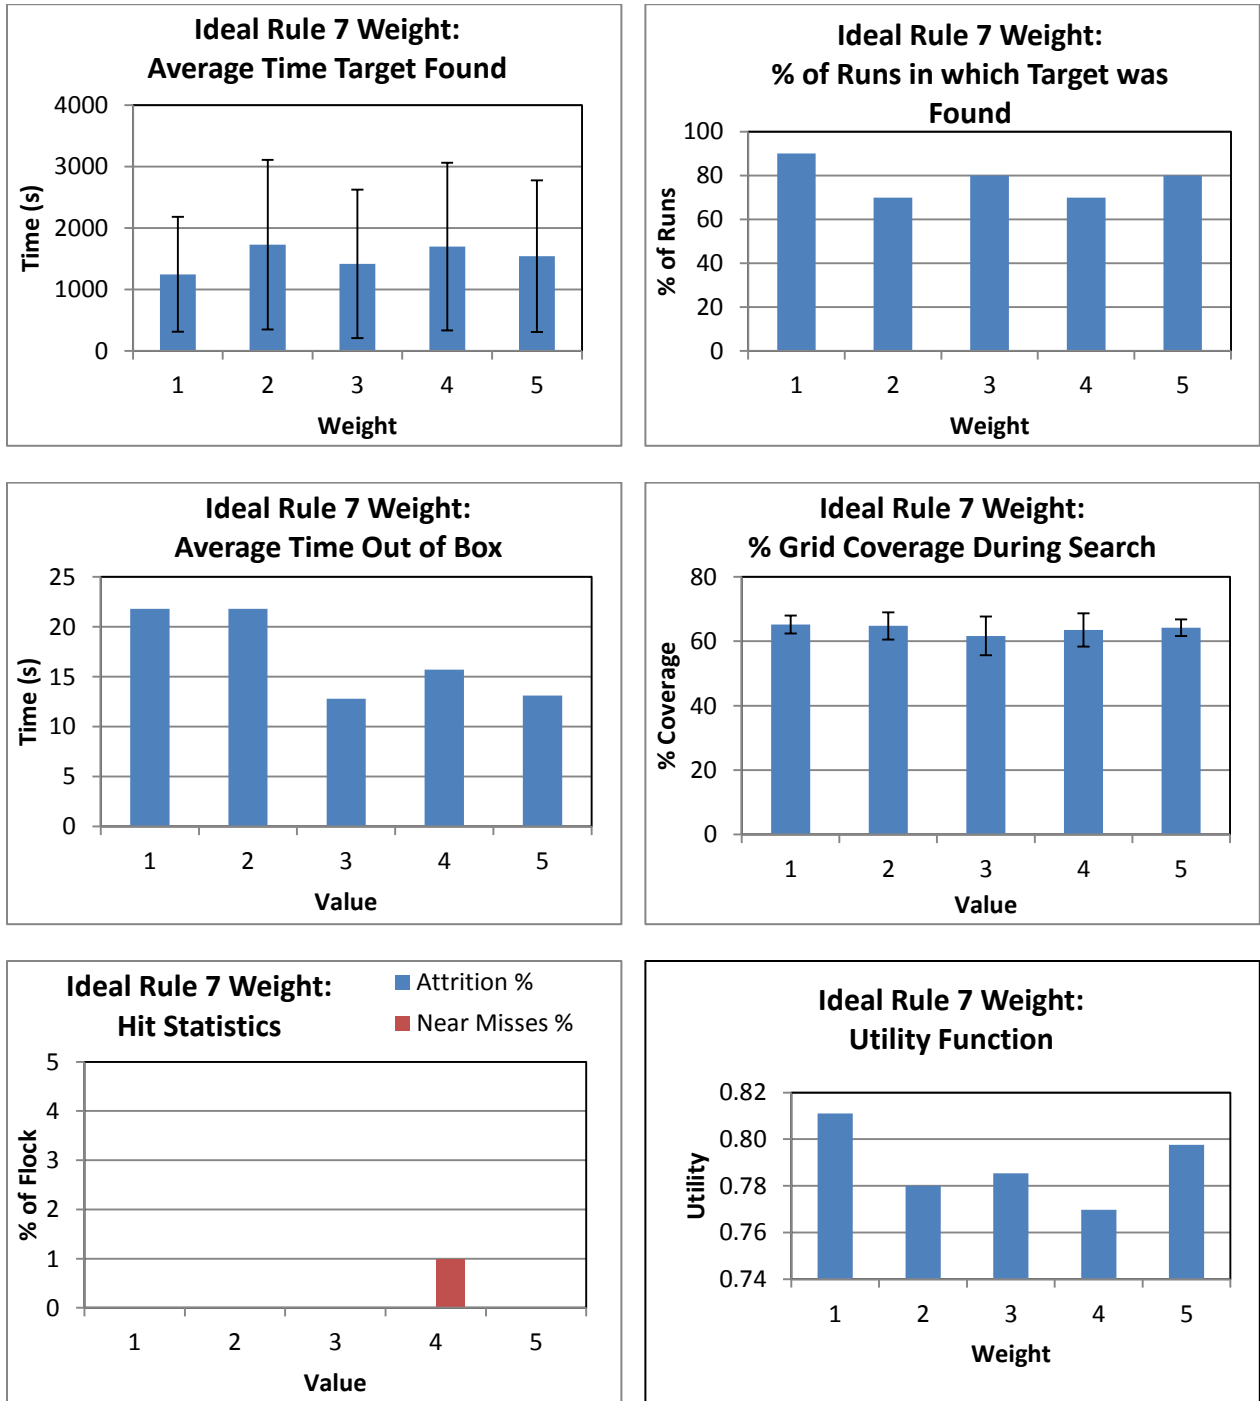 Ideal Rule 7 Weight:
Average Time Target Found
4000
3000
2000
1000
0
Time (s)
1 2 3 4 5
Weight
Ideal Rule 7 Weight:
% of Runs in which Target was
Found
100
80
60
40
20
0
% of Runs
1 2 3 4 5
Weight
Ideal Rule 7 Weight:
Average Time Out of Box
25
20
15
10
5
0
Time (s)
1 2 3 4 5
Value
Ideal Rule 7 Weight:
% Grid Coverage During Search
80
60
40
20
0
% Coverage
1 2 3 4 5
Value
Ideal Rule 7 Weight:
Hit Statistics
Attrition %
Near Misses %
5
4
3
2
1
0
% of Flock
1 2 3 4 5
Value
Ideal Rule 7 Weight:
Utility Function
0.82
0.80
0.78
0.76
0.74
Utility
1 2 3 4 5
Weight